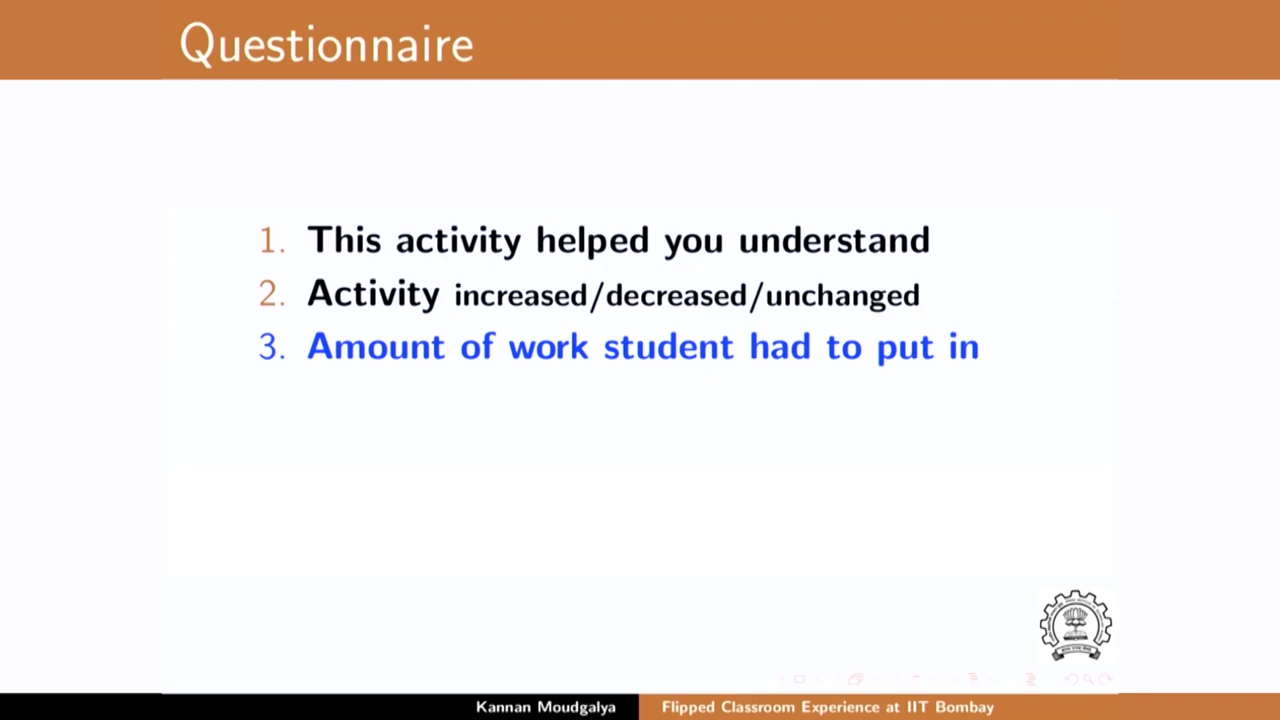 Questionnaire
1. This activity helped you understand
2. Activity increased/decreased/unchanged
3. Amount of work student had to put in
Kannan Moudgalya
Flipped Classroom Experience at IIT Bombay